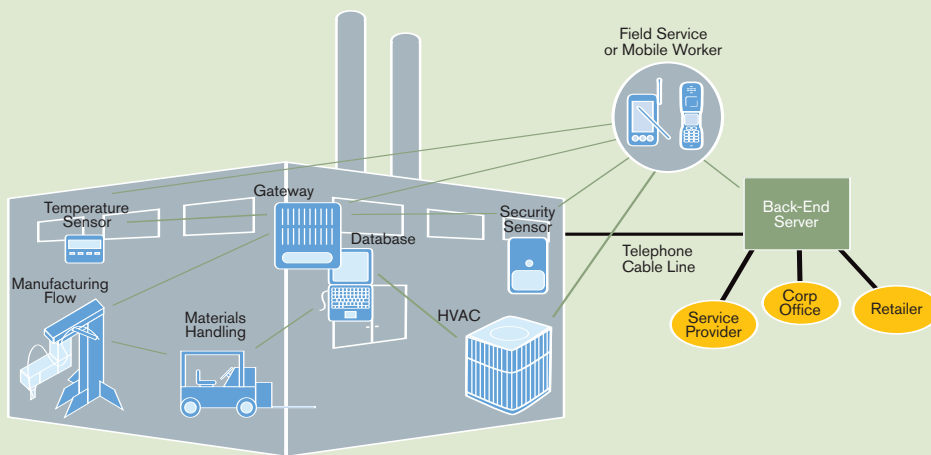 Field Service
or Mobile Worker
Gateway
Temperature
Sensor
Security
Sensor
Back-End
Server
Database
Telephone
Cable Line
Manufacturing
Flow
Materials
Handling
HVAC
Service
Provider
Corp
Office
Retailer